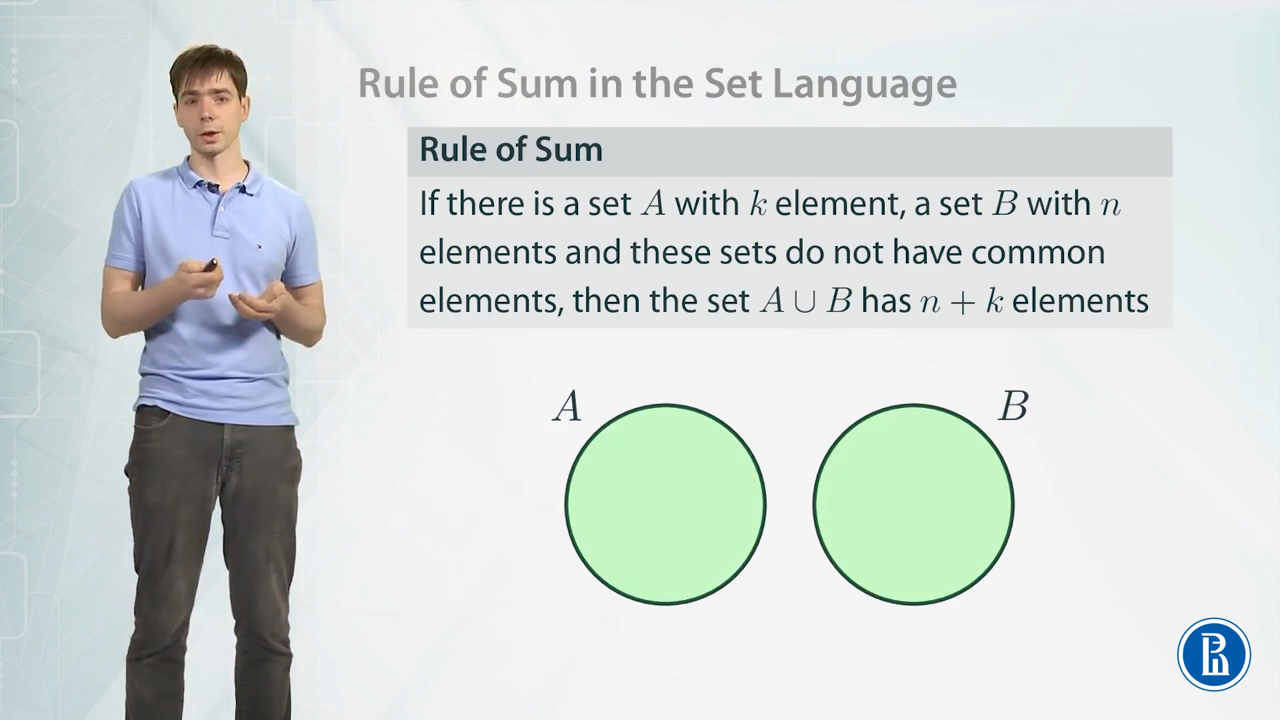 Rule of Sum in the Set Language
Rule of Sum
If there is a set A with k element, a set B with n
elements and these sets do not have common
elements, then the set A ∪ B has n + k elements
A
B